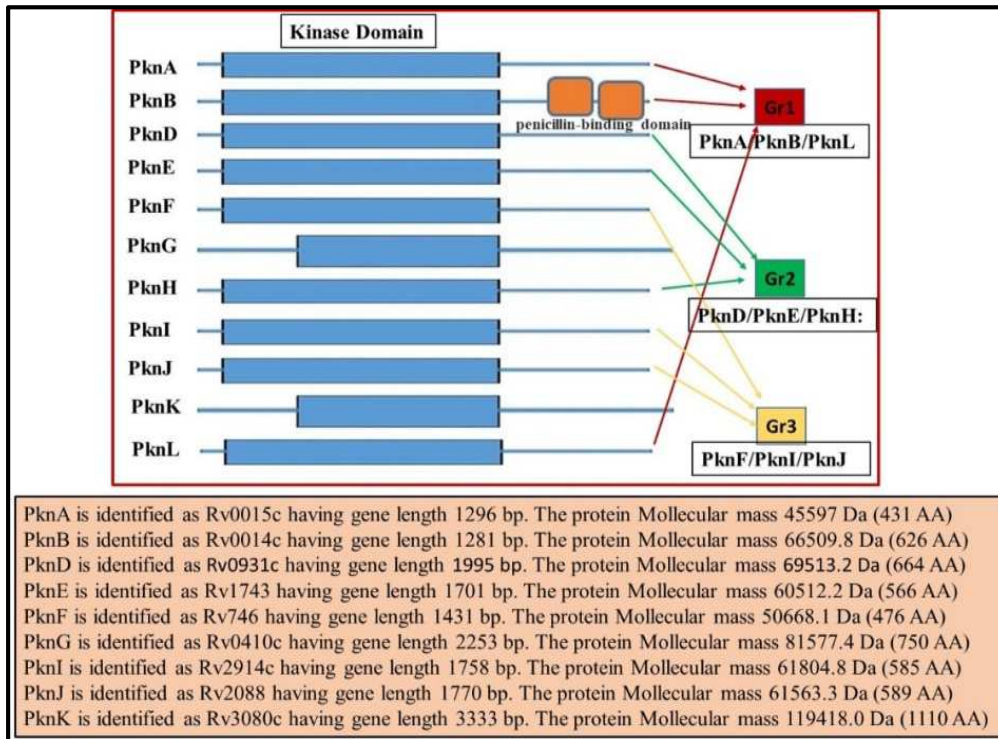 Kinase Domain
PknA
PknB
penicillin-binding domain
PknD
PknE
PknF
PknG
PknH
PknI
PknJ
PknK
PknL
Gr1
PknA/PknB/PknL
Gr2
PknD/PknE/PknH:
Gr3
PknF/PknI/PknJ
PknA is identified as Rv0015c having gene length 1296 bp. The protein Mollecular mass 45597 Da (431 AA)
PknB is identified as Rv0014c having gene length 1281 bp. The protein Mollecular mass 66509.8 Da (626 AA)
PknD is identified as Rv0931c having gene length 1995 bp. The protein Mollecular mass 69513.2 Da (664 AA)
PknE is identified as Rv1743 having gene length 1701 bp. The protein Mollecular mass 60512.2 Da (566 AA)
PknF is identified as Rv746 having gene length 1431 bp. The protein Mollecular mass 50668.1 Da (476 AA)
PknG is identified as Rv0410c having gene length 2253 bp. The protein Mollecular mass 81577.4 Da (750 AA)
PknI is identified as Rv2914c having gene length 1758 bp. The protein Mollecular mass 61804.8 Da (585 AA)
PknJ is identified as Rv2088 having gene length 1770 bp. The protein Mollecular mass 61563.3 Da (589 AA)
PknK is identified as Rv3080c having gene length 3333 bp. The protein Mollecular mass 119418.0 Da (1110 AA)